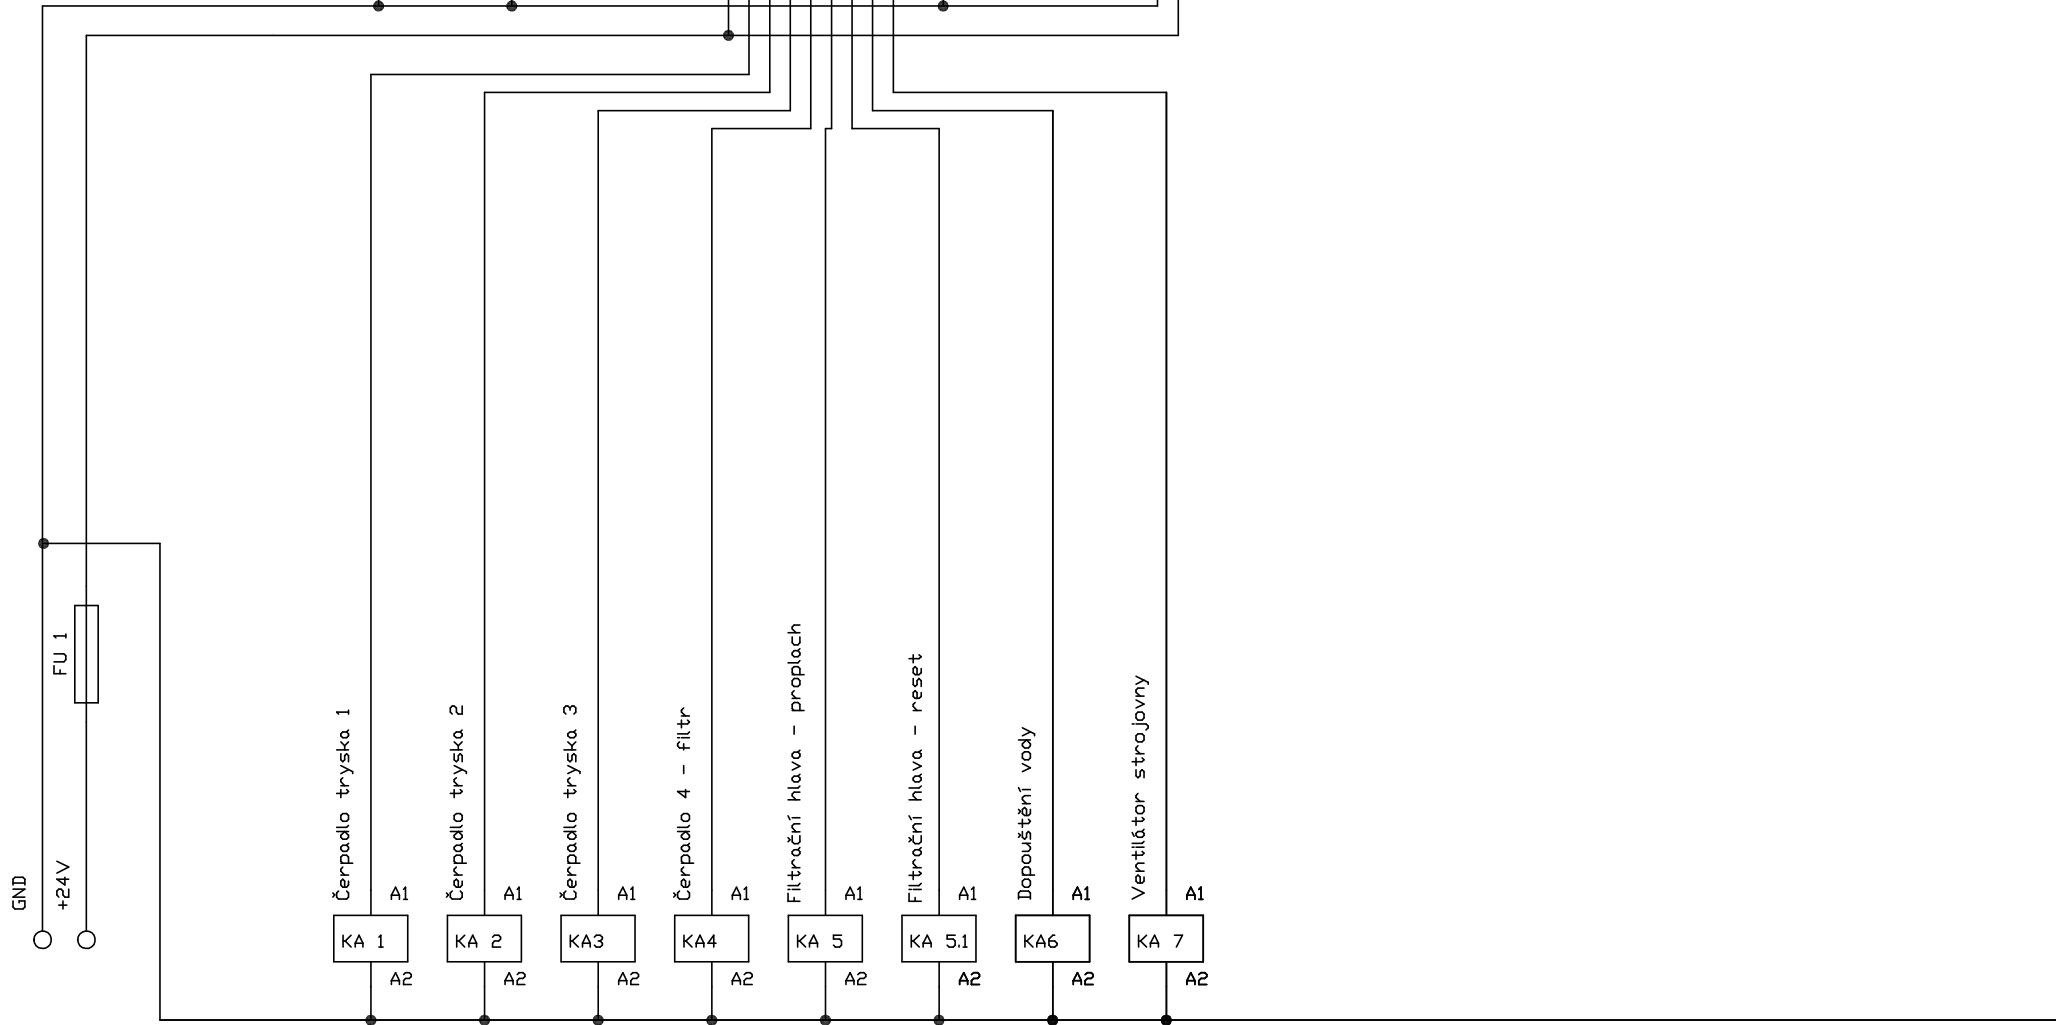 GND
+24V
FU 1
Čerpadlo tryska 1
Čerpadlo tryska 2
Čerpadlo tryska 3
Čerpadlo 4 - filtr
Filtrační hlava - proplach
Filtrační hlava - reset
Dopouštění vody
Ventilátor strojovny
A1
A1
A1
A1
A1
A1
A1
A1
KA 1
KA 2
KA3
KA4
KA 5
KA 5.1
KA6
KA 7
A2
A2
A2
A2
A2
A2
A2
A2